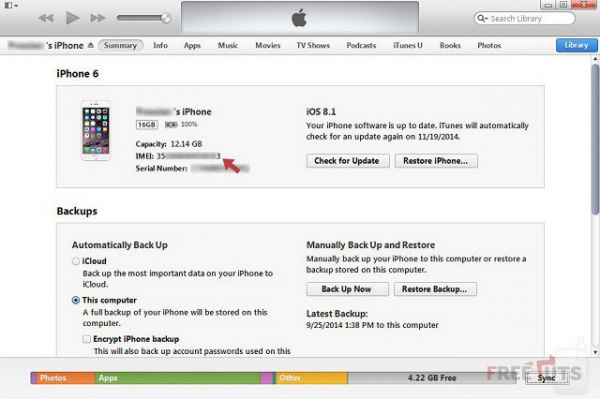 Search Library
's iPhone
Summary
Info
Apps
Music
Movies
TV Shows
Podcasts
iTunes U
Books
Photos
Library
iPhone 6
's iPhone
16GB 100%
Capacity: 12.14 GB
IMEI: 35 3
Serial Number:
iOS 8.1
Your iPhone software is up to date. iTunes will automatically
check for an update again on 11/19/2014.
Check for Update
Restore iPhone...
Backups
Automatically Back Up
iCloud
Back up the most important data on your iPhone to
iCloud.
This computer
A full backup of your iPhone will be stored on
this computer.
Encrypt iPhone backup
This will also back up account passwords used on this
Manually Back Up and Restore
Manually back up your iPhone to this computer or restore a
backup stored on this computer.
Back Up Now
Restore Backup...
Latest Backup:
9/25/2014 1:38 PM to this computer
Photos
Apps
Other
4.22 GB Free
Sync
FREETUTS